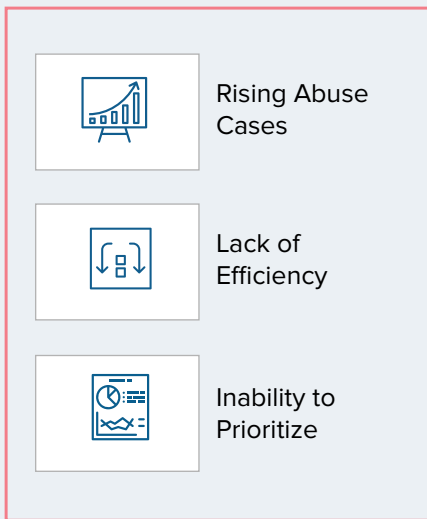 Rising Abuse
Cases
Lack of
Efficiency
Inability to
Prioritize